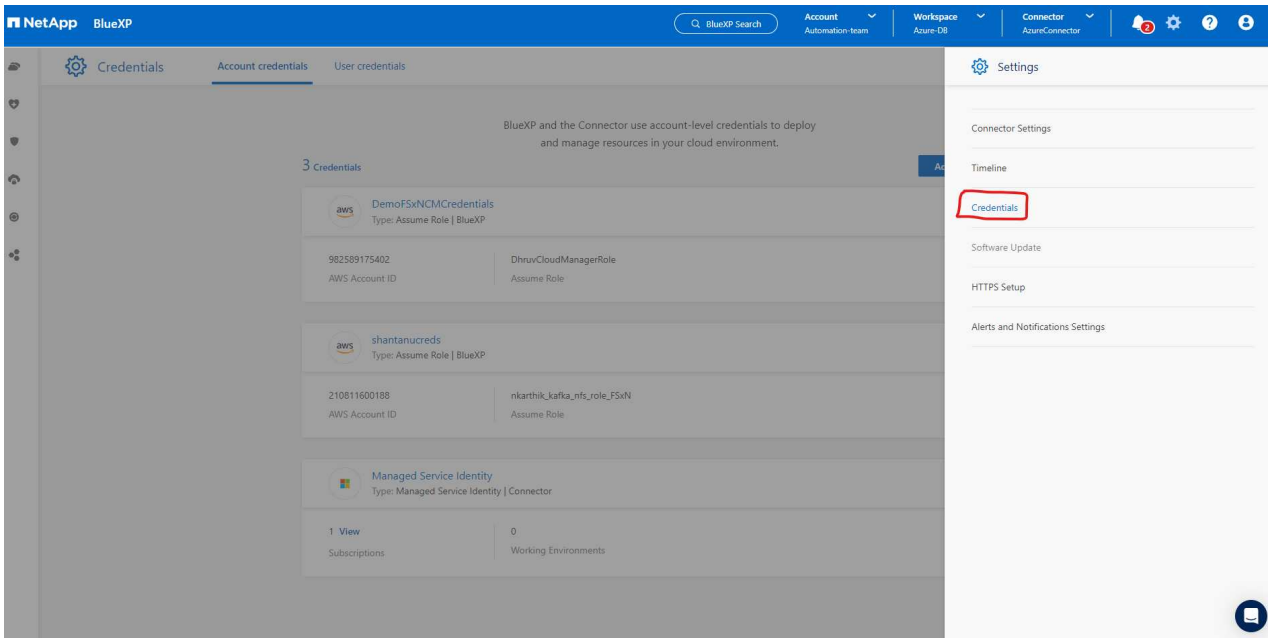 NetApp BlueXP
BlueXP Search
Account
Automation-team
Workspace
Azure-DB
Connector
AzureConnector
2
?
Credentials
Account credentials
User credentials
BlueXP and the Connector use account-level credentials to deploy
and manage resources in your cloud environment.
3 Credentials
Ad
aws
DemoFSxNCMCredentials
Type: Assume Role | BlueXP
982589175402
AWS Account ID
DhruvCloudManagerRole
Assume Role
aws
shantanucreds
Type: Assume Role | BlueXP
210811600188
AWS Account ID
nkarthik_kafka_nfs_role_FSxN
Assume Role
Managed Service Identity
Type: Managed Service Identity | Connector
1 View
Subscriptions
0
Working Environments
Settings
Connector Settings
Timeline
Credentials
Software Update
HTTPS Setup
Alerts and Notifications Settings